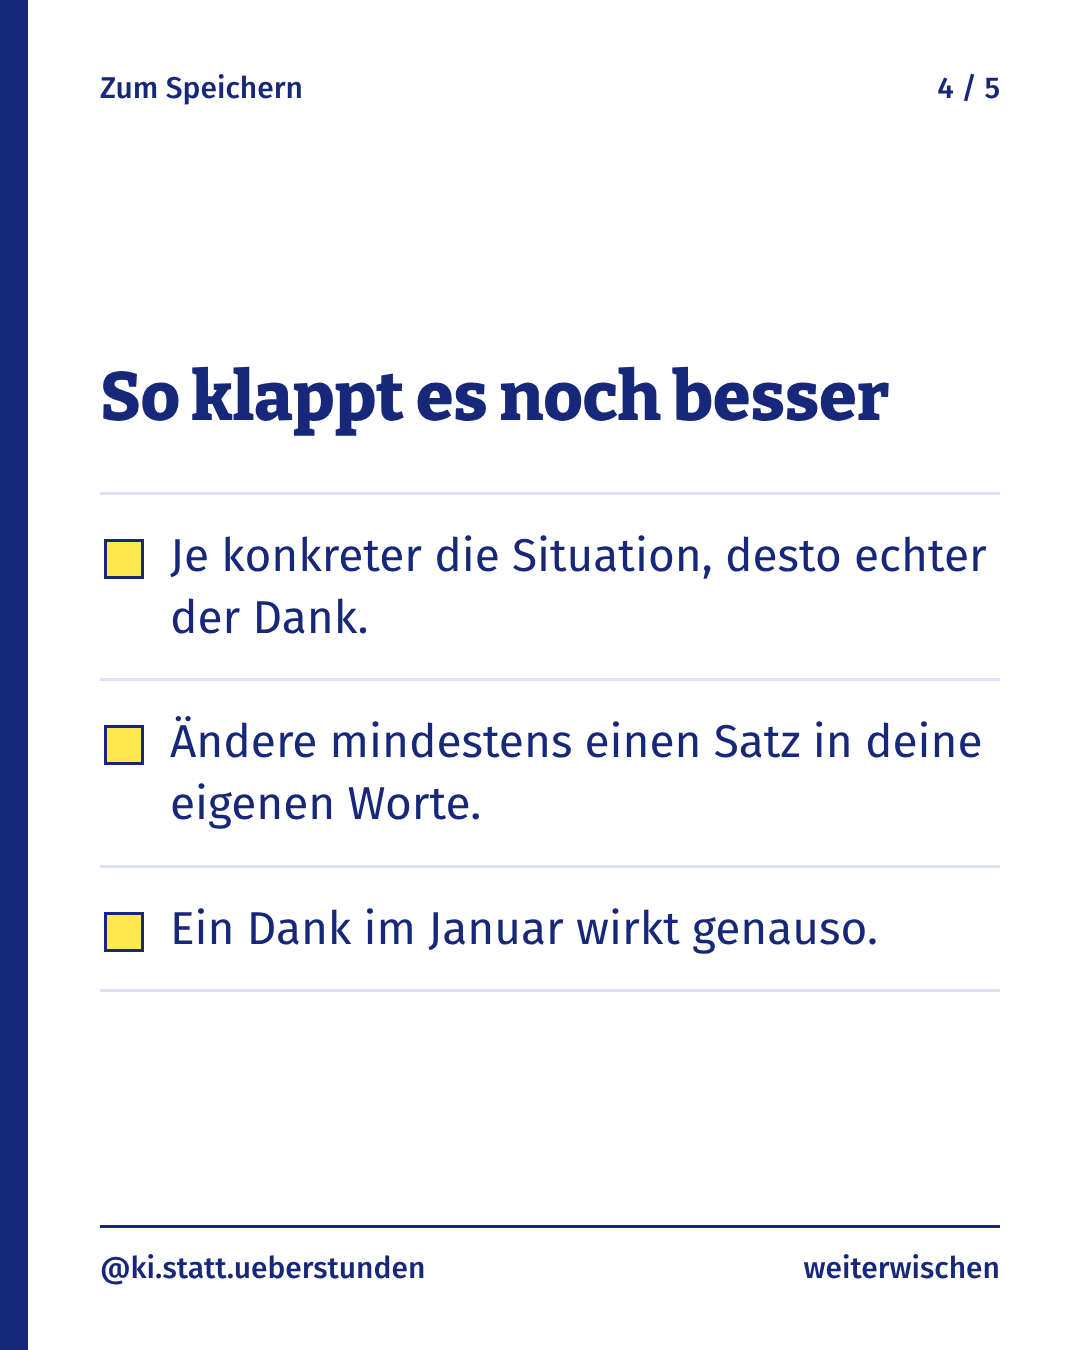 Zum Speichern
4 / 5
So klappt es noch besser
Je konkreter die Situation, desto echter
der Dank.
Ändere mindestens einen Satz in deine
eigenen Worte.
Ein Dank im Januar wirkt genauso.
@ki.statt.ueberstunden
weiterwischen